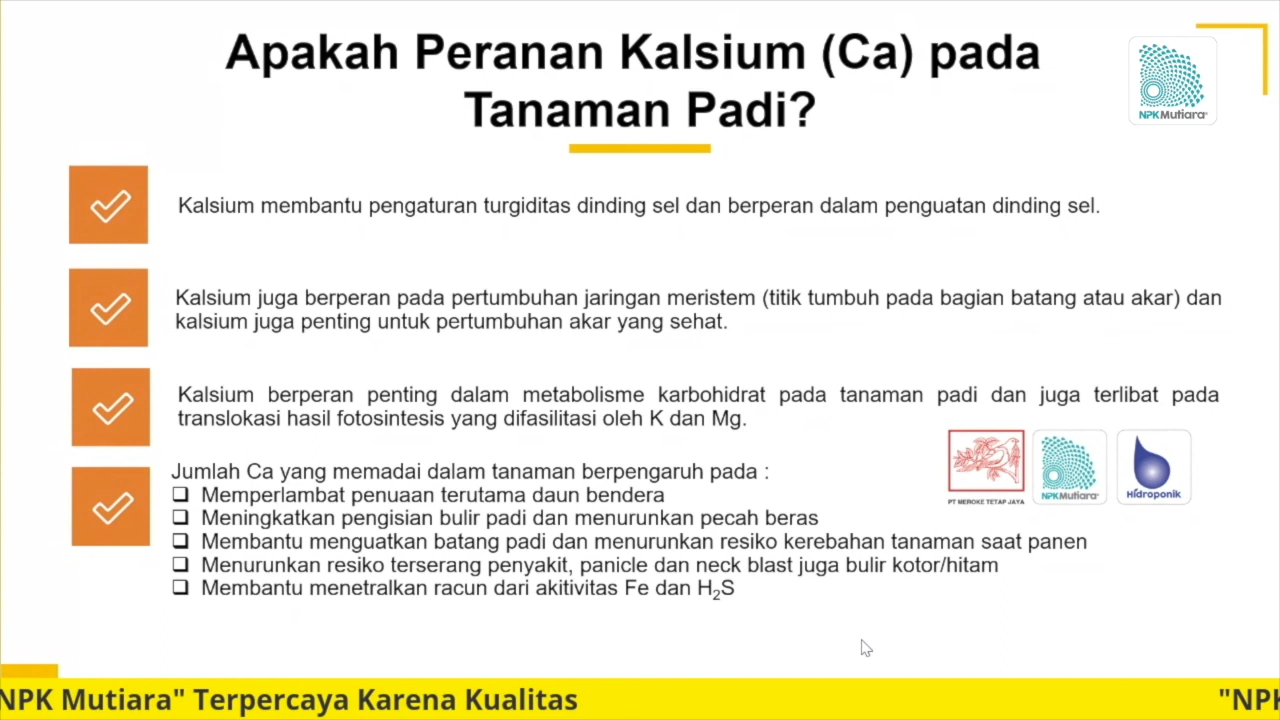 Apakah Peranan Kalsium (Ca) pada
Tanaman Padi?
NPKMutiara
Kalsium membantu pengaturan turgiditas dinding sel dan berperan dalam penguatan dinding sel.
Kalsium juga berperan pada pertumbuhan jaringan meristem (titik tumbuh pada bagian batang atau akar) dan
kalsium juga penting untuk pertumbuhan akar yang sehat.
Kalsium berperan penting dalam metabolisme karbohidrat pada tanaman padi dan juga terlibat pada
translokasi hasil fotosintesis yang difasilitasi oleh K dan Mg.
Jumlah Ca yang memadai dalam tanaman berpengaruh pada :
Memperlambat penuaan terutama daun bendera
Meningkatkan pengisian bulir padi dan menurunkan pecah beras
Membantu menguatkan batang padi dan menurunkan resiko kerebahan tanaman saat panen
Menurunkan resiko terserang penyakit, panicle dan neck blast juga bulir kotor/hitam
Membantu menetralkan racun dari akitivitas Fe dan H₂S
PT MEROKE TETAP JAYA
NPKMutiara
Hidroponik
NPK Mutiara" Terpercaya Karena Kualitas
"NPK